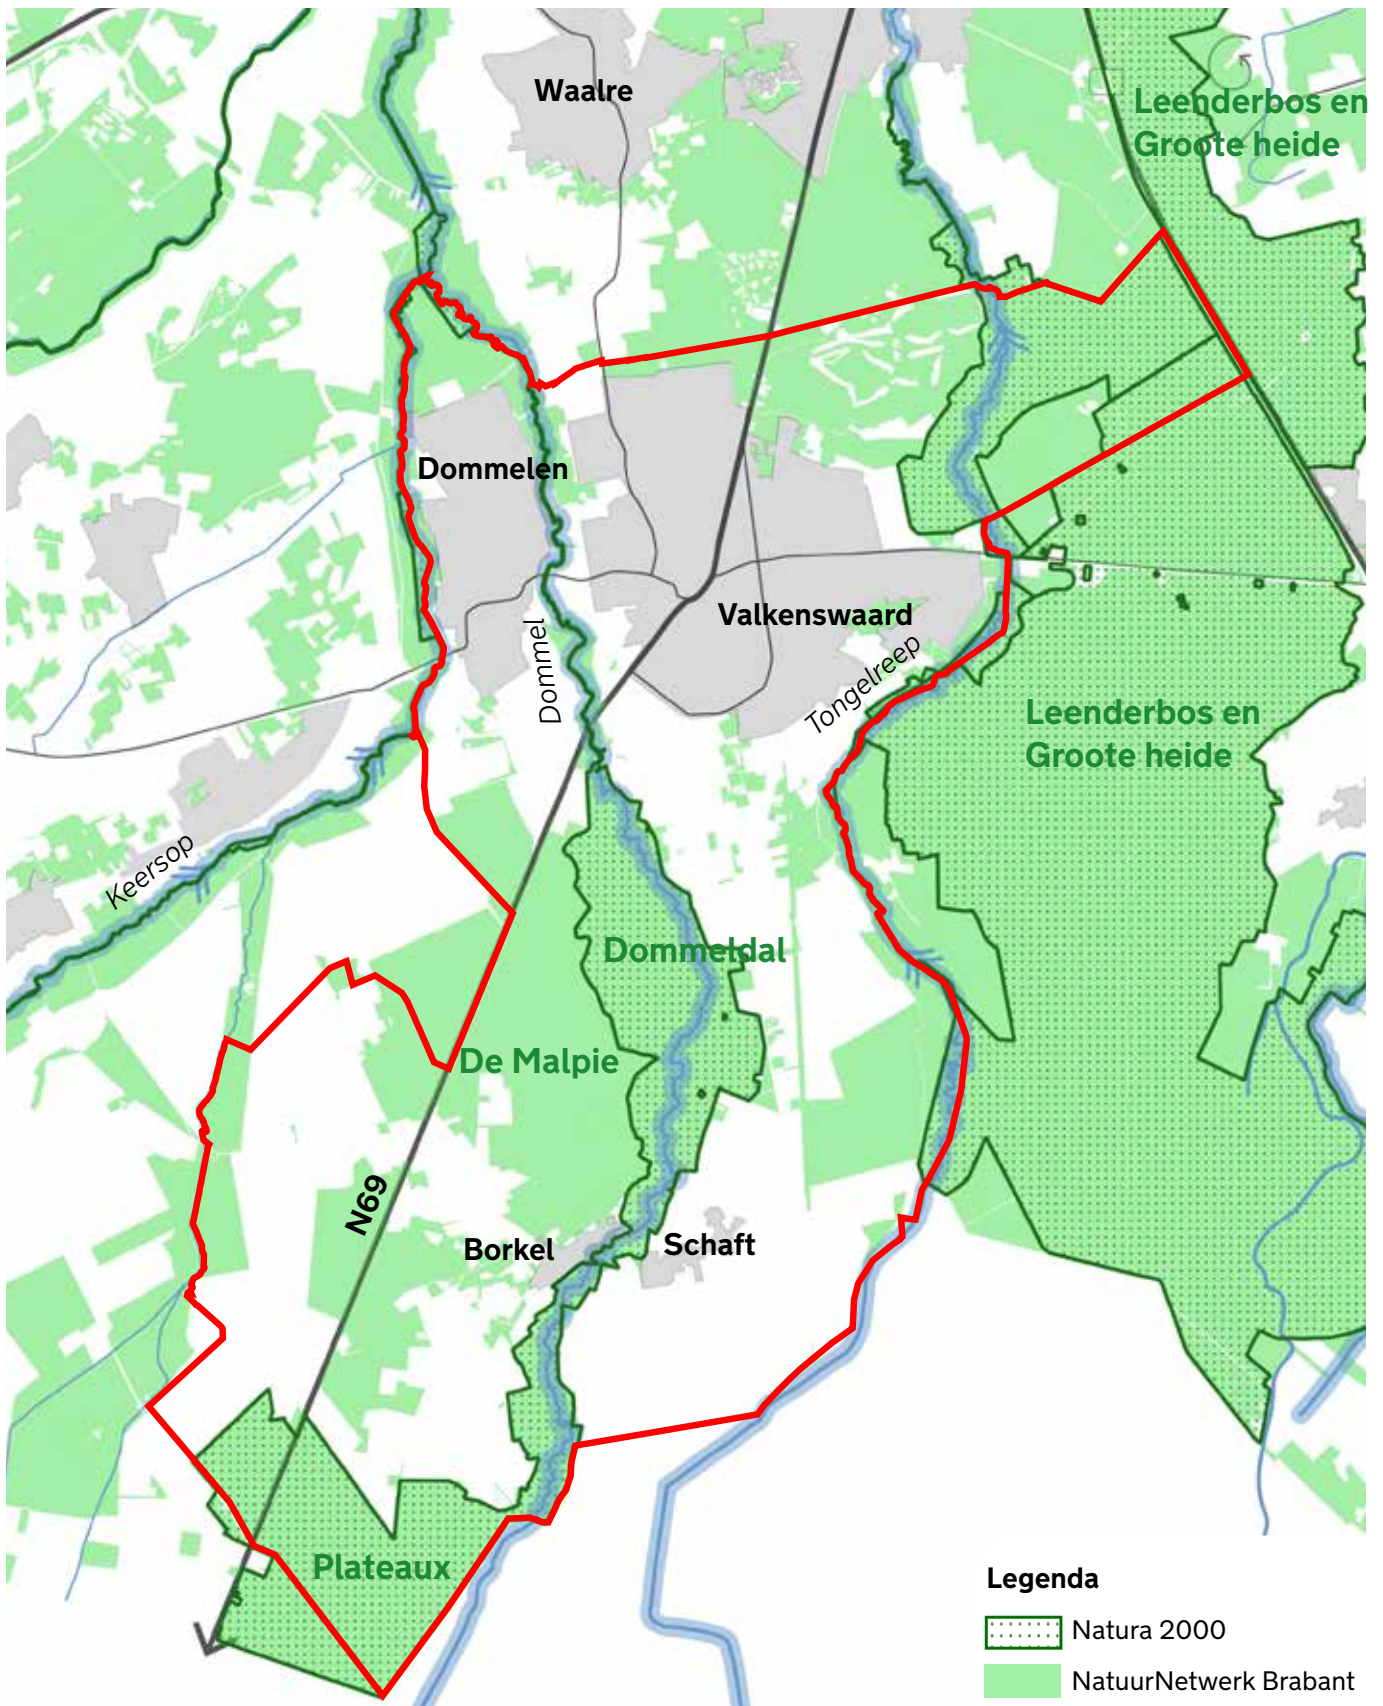 Waalre
Leenderbos en
Groote heide
Dommelen
Valkenswaard
Dommel
Tongelreep
Leenderbos en
Groote heide
Keersop
Dommeldal
De Malpie
N69
Borkel
Schaft
Plateaux
Legenda
Natura 2000
NatuurNetwerk Brabant